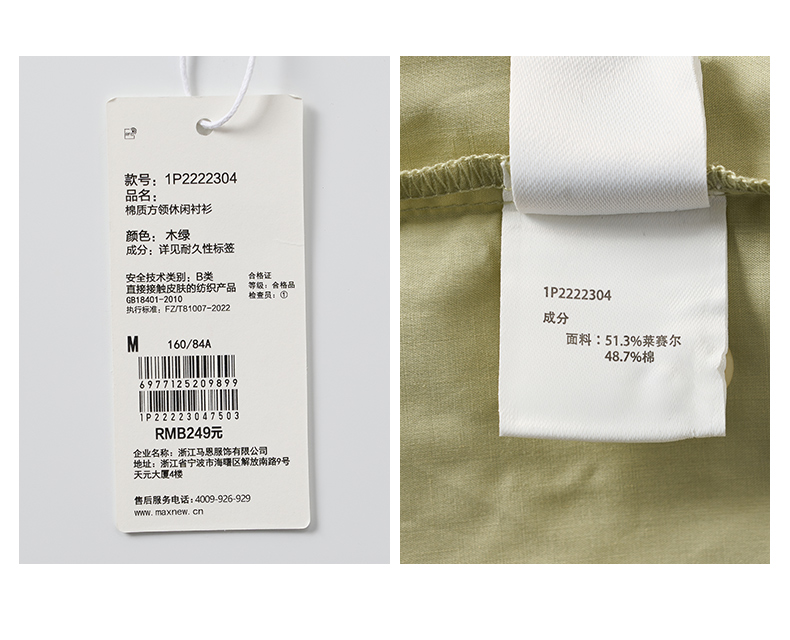 款号：1P2222304
品名：
棉质方领休闲衬衫
颜色：木绿
成分：详见耐久性标签
安全技术类别：B类
直接接触皮肤的纺织产品
GB18401-2010
执行标准：FZ/T81007-2022
合格证
等级：合格品
检查员：①
M 160/84A
6977125209899
1P22223047503
RMB249元
企业名称：浙江马恩服饰有限公司
地址：浙江省宁波市海曙区解放南路9号
天元大厦4楼
售后服务电话：4009-926-929
www.maxnew.cn
1P2222304
成分
面料：51.3%莱赛尔
48.7%棉